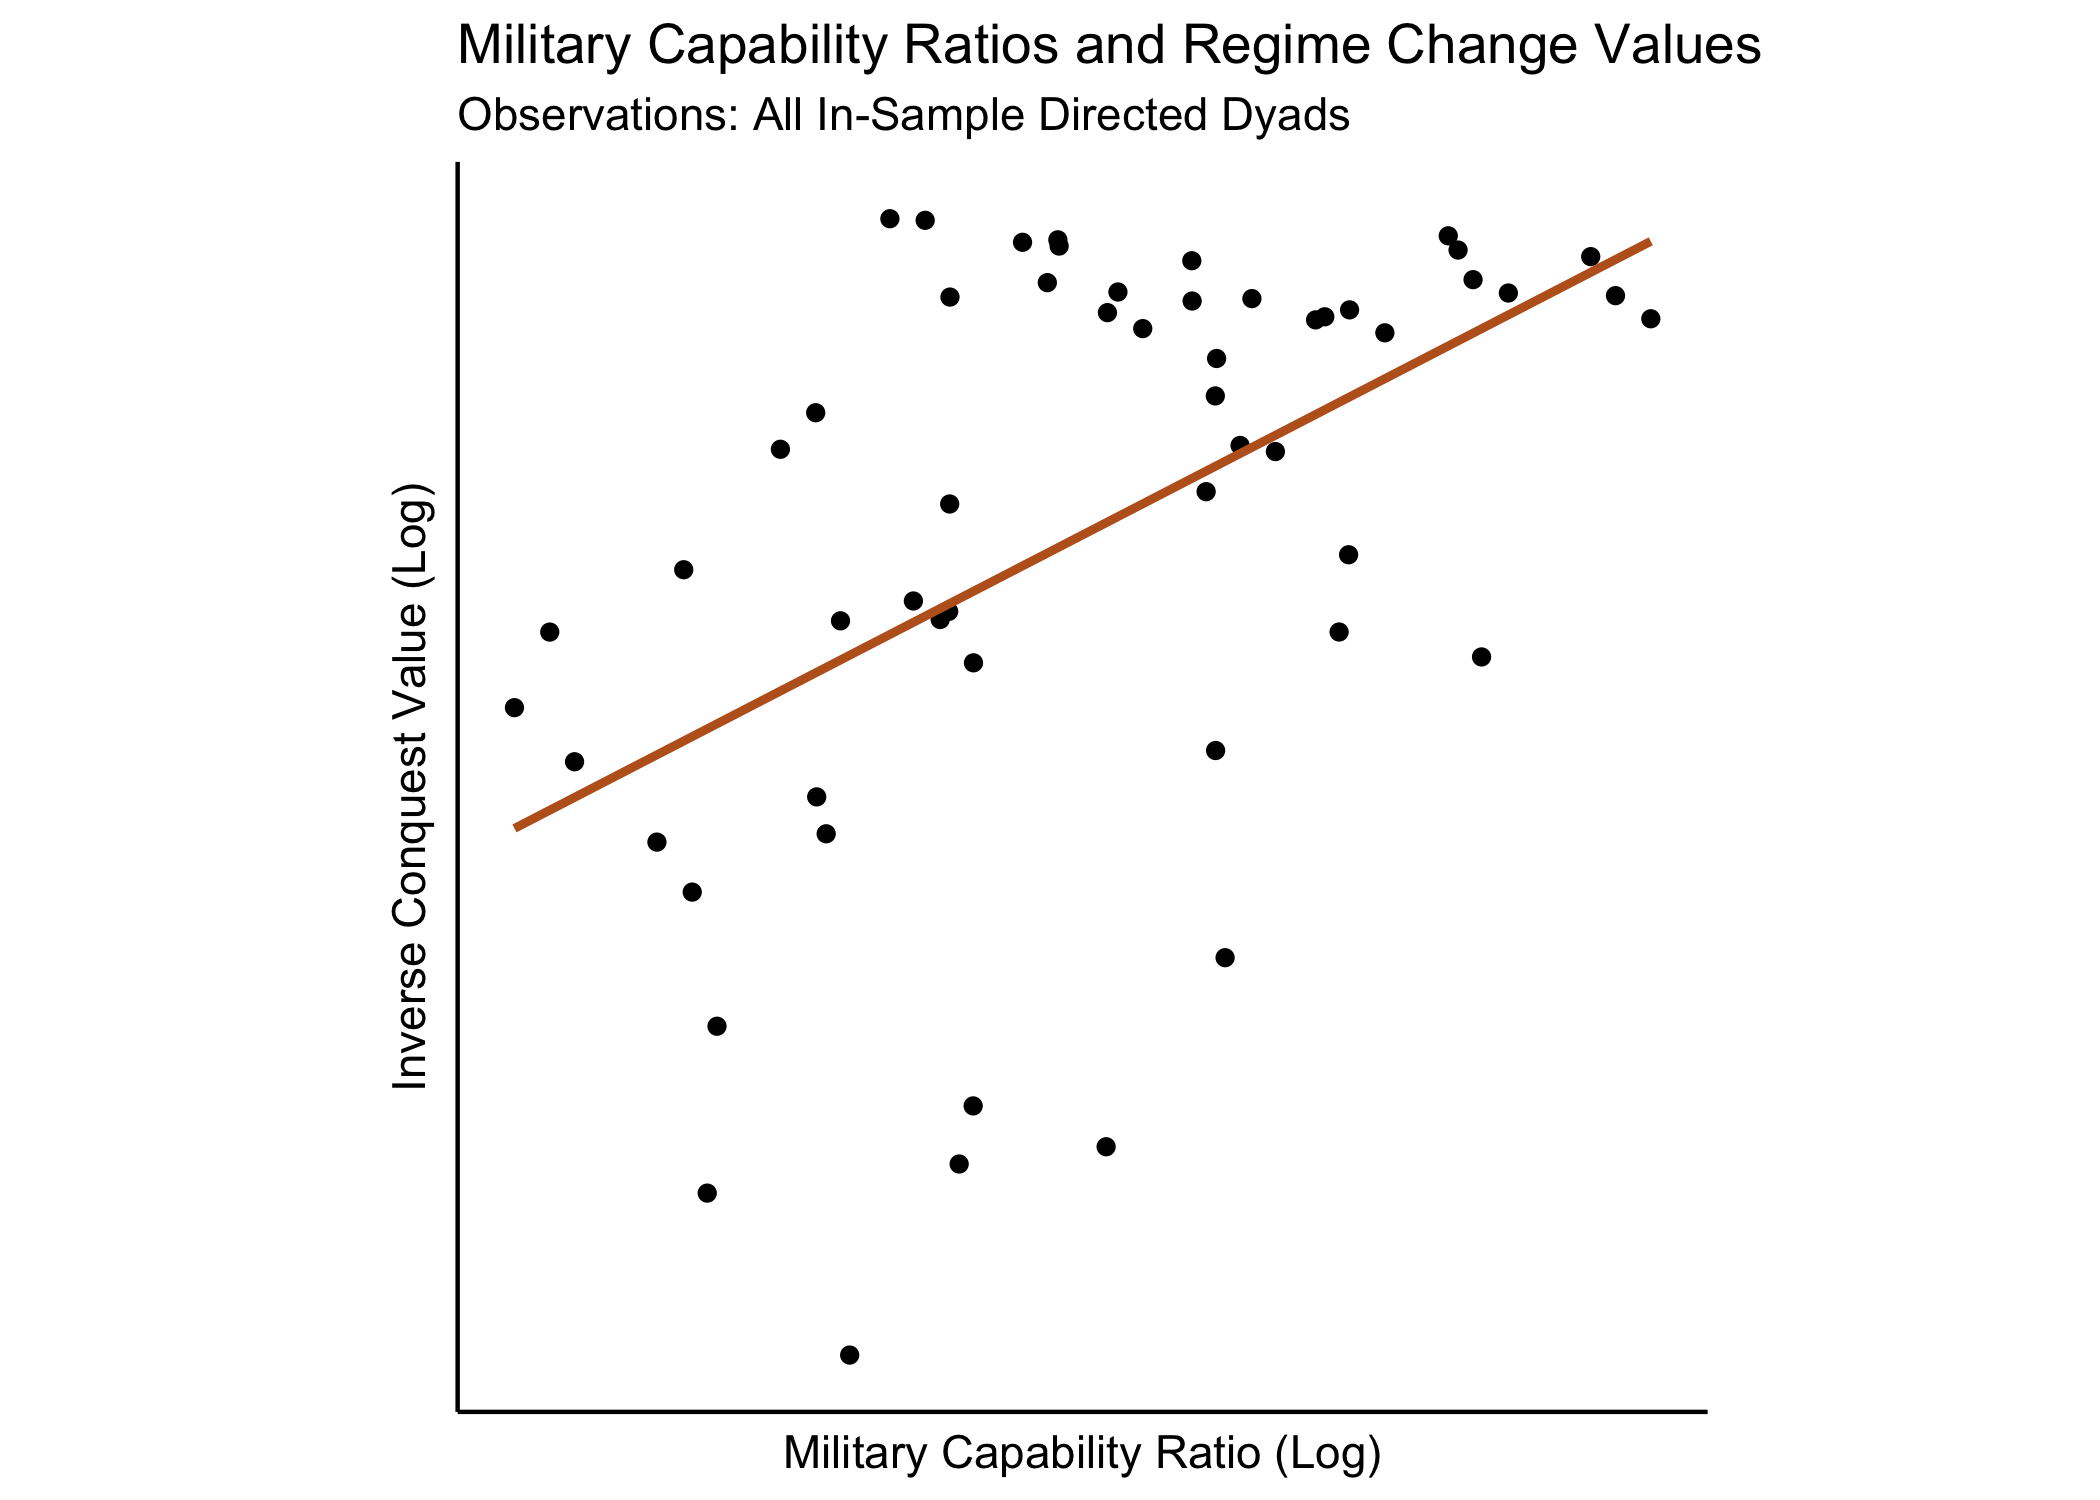 Military Capability Ratios and Regime Change Values
Observations: All In-Sample Directed Dyads
Inverse Conquest Value (Log)
Military Capability Ratio (Log)